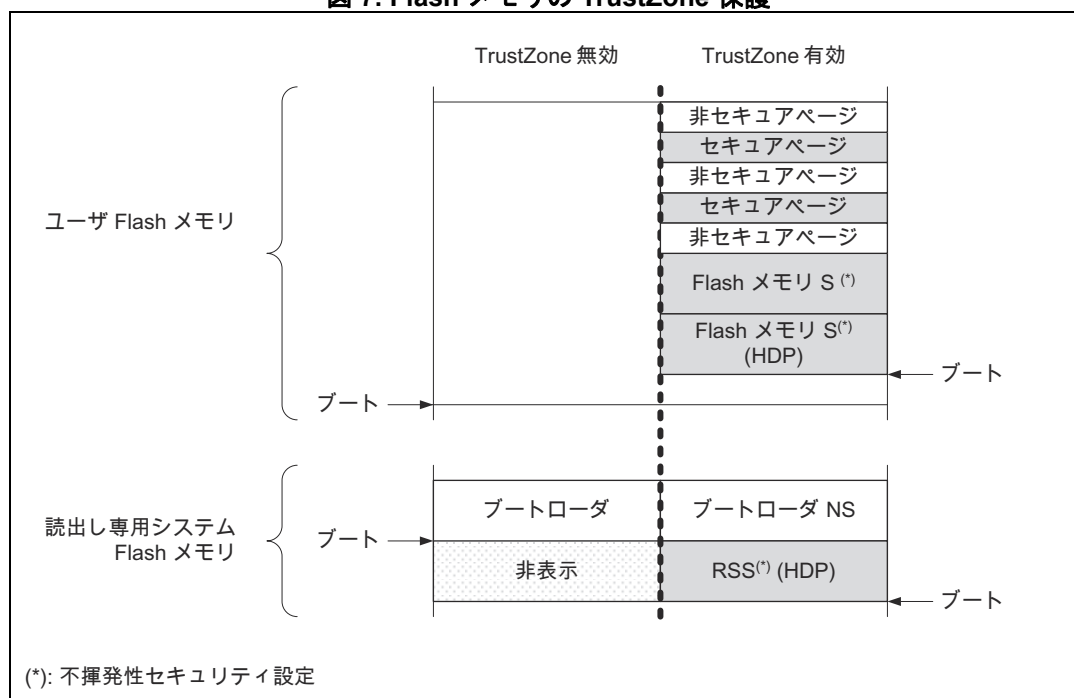 図 7. Flash メモリの TrustZone 保護
TrustZone 無効
TrustZone 有効
非セキュアページ
セキュアページ
非セキュアページ
セキュアページ
非セキュアページ
ユーザ Flash メモリ
Flash メモリ S (*)
Flash メモリ S(*)
(HDP)
ブート
ブート
ブートローダ
ブートローダ NS
読出し専用システム
Flash メモリ
ブート
非表示
RSS(*) (HDP)
ブート
(*): 不揮発性セキュリティ設定